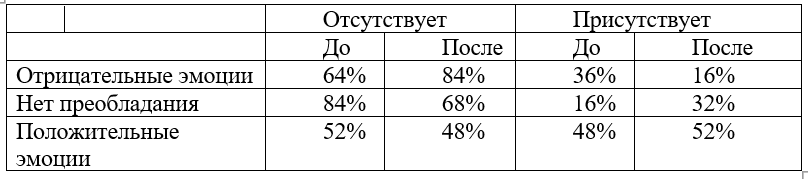 Отсутствует Присутствует
До После До После
Отрицательные эмоции 64% 84% 36% 16%
Нет преобладания 84% 68% 16% 32%
Положительные 52% 48% 48% 52%
эмоции